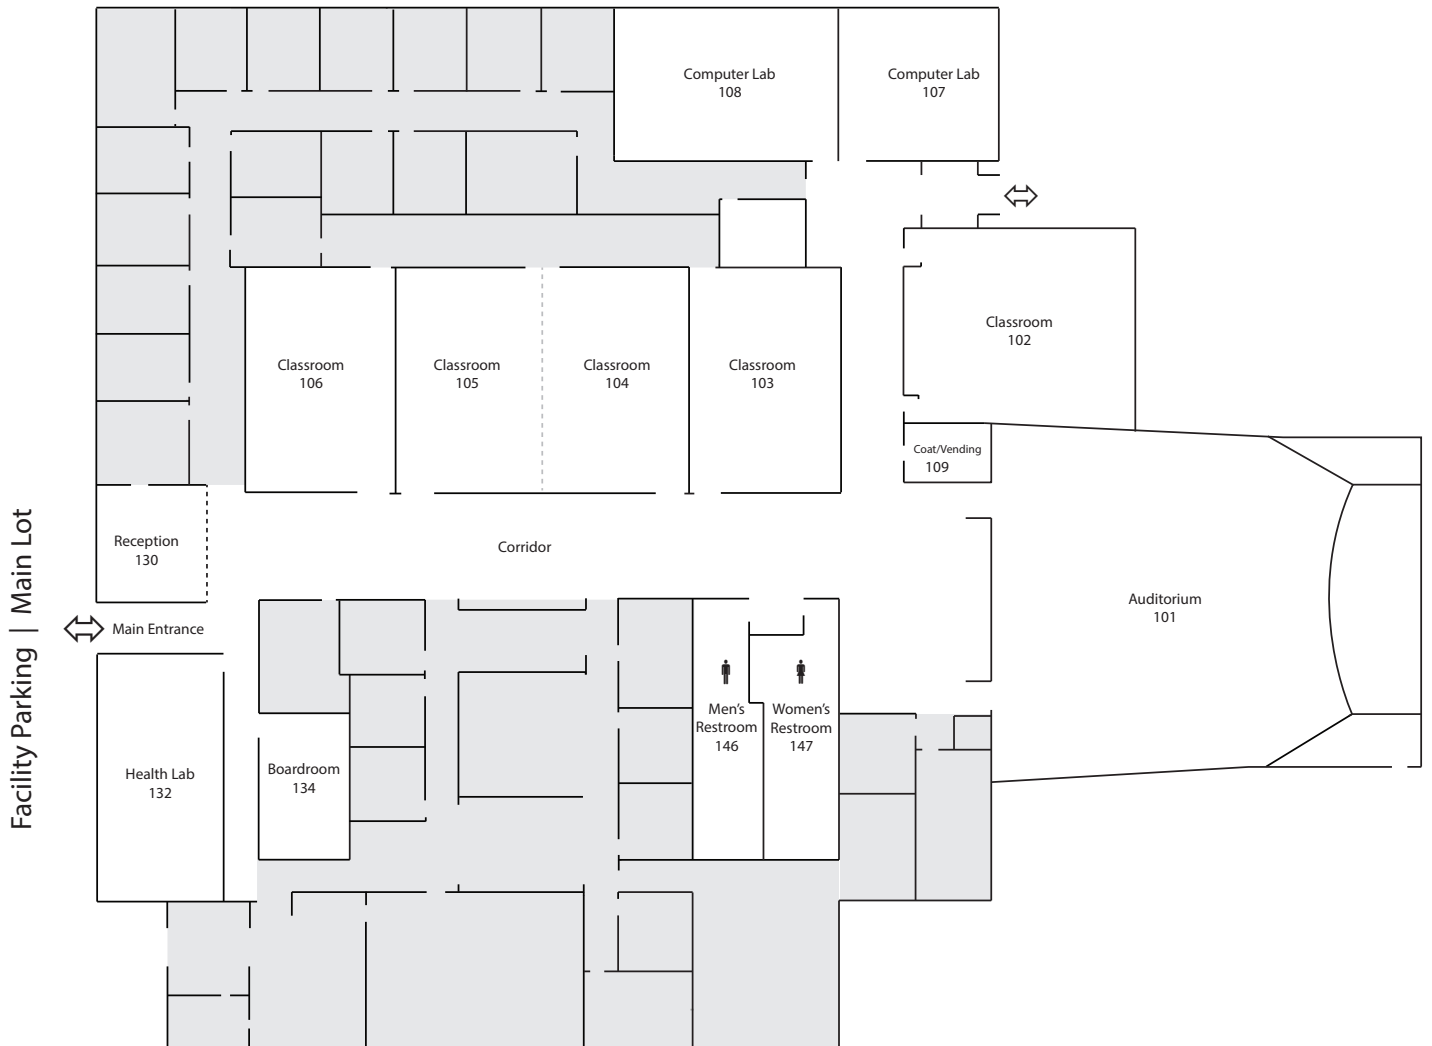 Computer Lab
108
Computer Lab
107
Classroom
102
Classroom
106
Classroom
105
Classroom
104
Classroom
103
Coat/Vending
109
Reception
130
Corridor
Auditorium
101
Main Entrance
Facility Parking | Main Lot
Men's
Restroom
146
Women's
Restroom
147
Health Lab
132
Boardroom
134